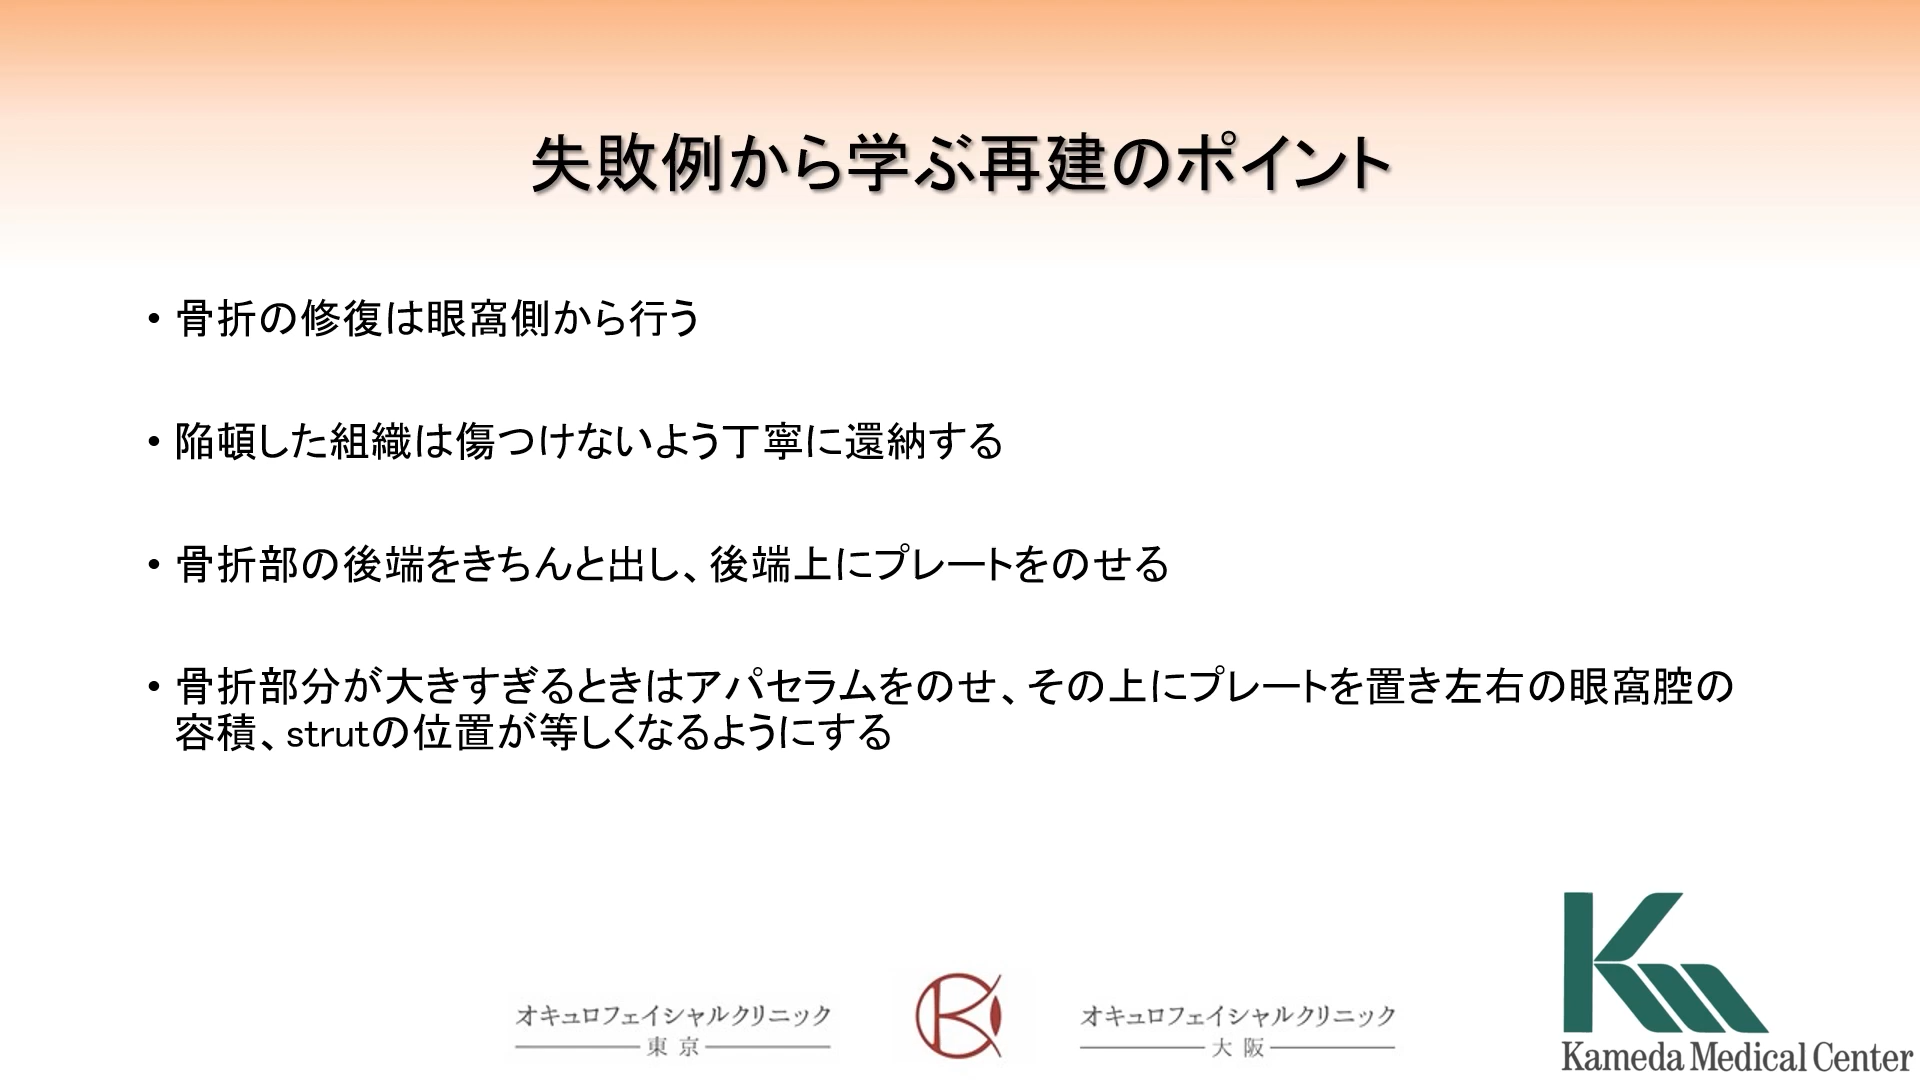 失敗例から学ぶ再建のポイント
• 骨折の修復は眼窩側から行う
• 陥頓した組織は傷つけないよう丁寧に還納する
• 骨折部の後端をきちんと出し、後端上にプレートをのせる
• 骨折部分が大きすぎるときはアパセラムをのせ、その上にプレートを置き左右の眼窩腔の
容積、strutの位置が等しくなるようにする
オキュロフェイシャルクリニック
東京
オキュロフェイシャルクリニック
大阪
Kameda Medical Center